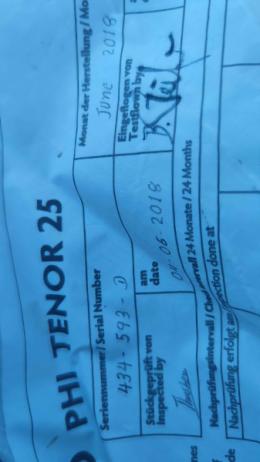 PHI TENOR 25
Seriennummer / Serial Number
434 - 593 - D
Monat der Herstellung / Mo
June 2018
Stückgeprüft von
Inspected by
am
date
04-06-2018
Eingeflogen von
Testflown by
Nachprüfungsintervall / Check interval 24 Monate / 24 Months
Nachprüfung erfolgt am / Inspection done at